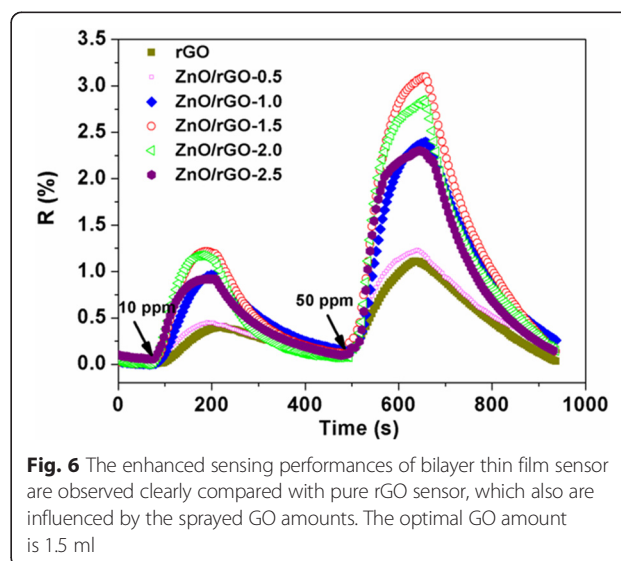 3.5
3.0
2.5
2.0
1.5
1.0
0.5
0.0
R (%)
rGO
ZnO/rGO-0.5
ZnO/rGO-1.0
ZnO/rGO-1.5
ZnO/rGO-2.0
ZnO/rGO-2.5
10 ppm
50 ppm
0 200 400 600 800 1000
Time (s)
Fig. 6 The enhanced sensing performances of bilayer thin film sensor
are observed clearly compared with pure rGO sensor, which also are
influenced by the sprayed GO amounts. The optimal GO amount
is 1.5 ml